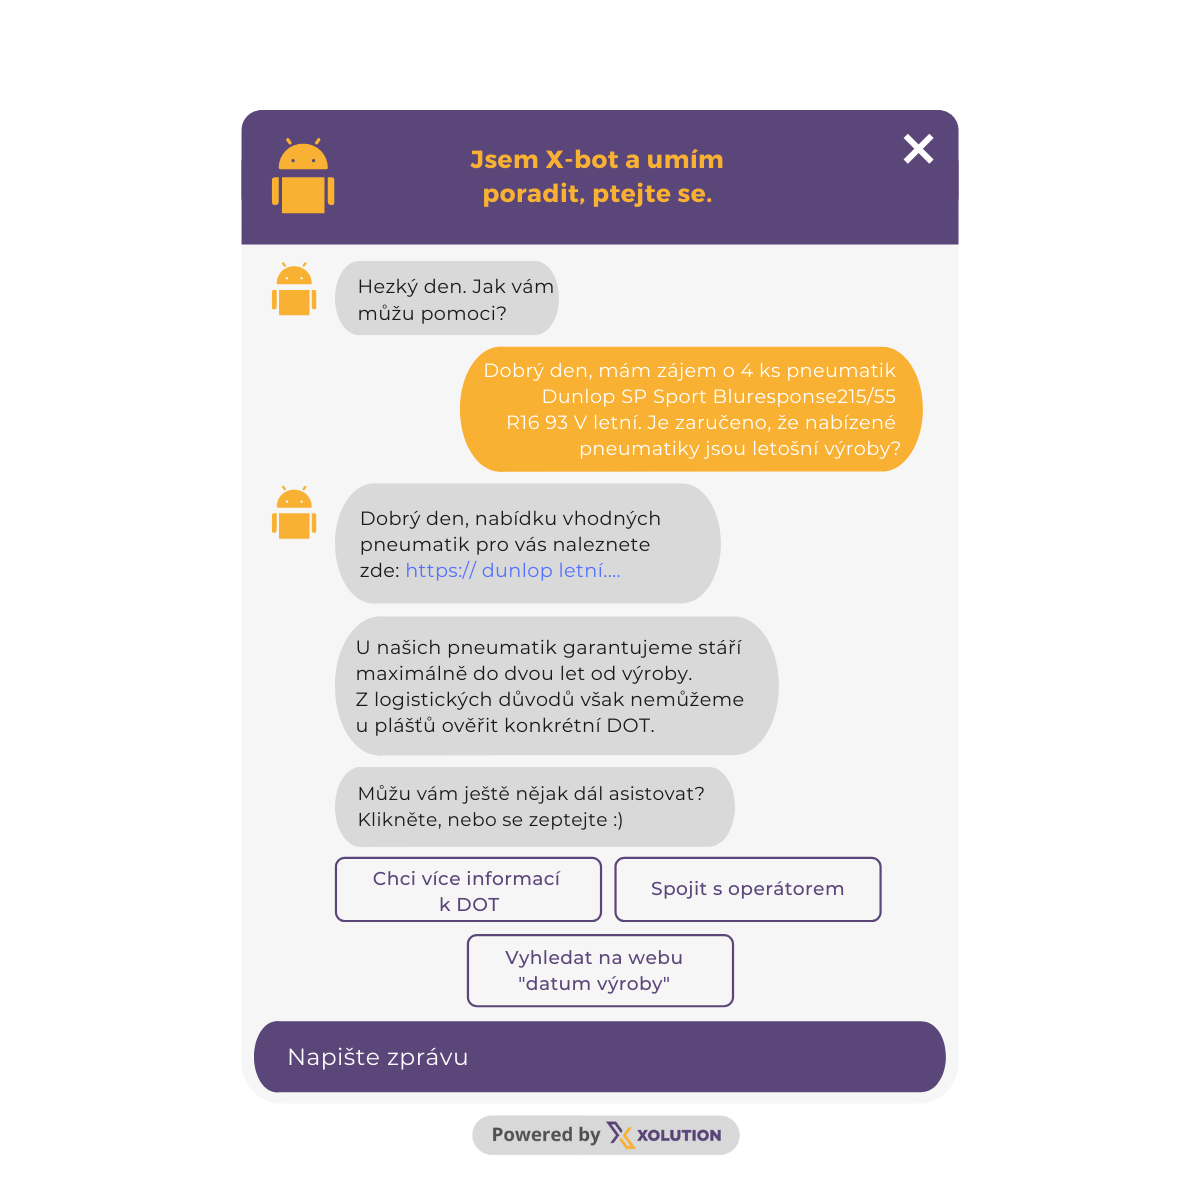 Jsem X-bot a umím
poradit, ptejte se.
Hezký den. Jak vám
můžu pomoci?
Dobrý den, mám zájem o 4 ks pneumatik
Dunlop SP Sport Bluresponse215/55
R16 93 V letní. Je zaručeno, že nabízené
pneumatiky jsou letošní výroby?
Dobrý den, nabídku vhodných
pneumatik pro vás naleznete
zde: https:// dunlop letní....
U našich pneumatik garantujeme stáří
maximálně do dvou let od výroby.
Z logistických důvodů však nemůžeme
u plášťů ověřit konkrétní DOT.
Můžu vám ještě nějak dál asistovat?
Klikněte, nebo se zeptejte :)
Chci více informací
k DOT
Spojit s operátorem
Vyhledat na webu
"datum výroby"
Napište zprávu
Powered by XOLUTION